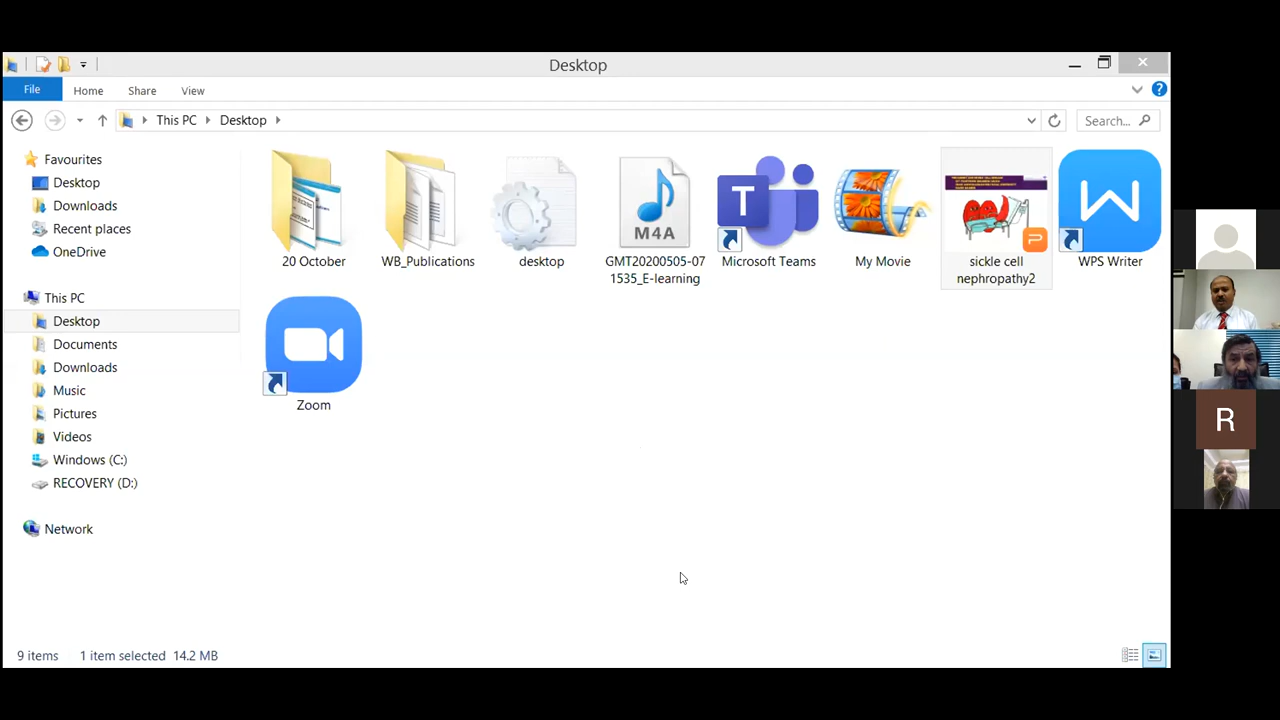 Desktop
File
Home
Share
View
This PC
Desktop
Search...
Favourites
Desktop
Downloads
Recent places
OneDrive
This PC
Desktop
Documents
Downloads
Music
Pictures
Videos
Windows (C:)
RECOVERY (D:)
Network
20 October
WB_Publications
desktop
M4A
GMT20200505-07
1535_E-learning
T
Microsoft Teams
My Movie
P
sickle cell
nephropathy2
W
WPS Writer
Zoom
R
9 items
1 item selected 14.2 MB